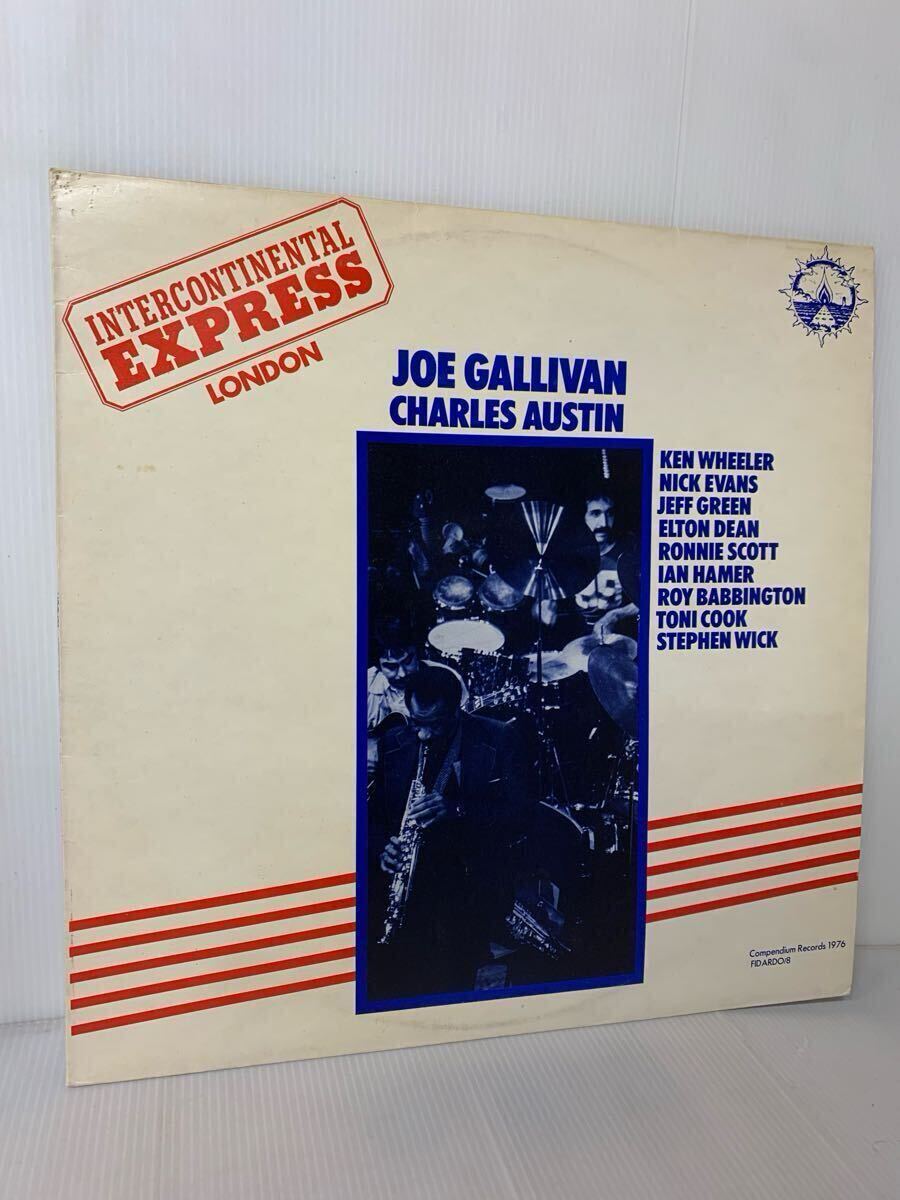 INTERCONTINENTAL
EXPRESS
LONDON
JOE GALLIVAN
CHARLES AUSTIN
KEN WHEELER
NICK EVANS
JEFF GREEN
ELTON DEAN
RONNIE SCOTT
IAN HAMER
ROY BABBINGTON
TONI COOK
STEPHEN WICK
Compendium Records 1976
FIDARDO/8